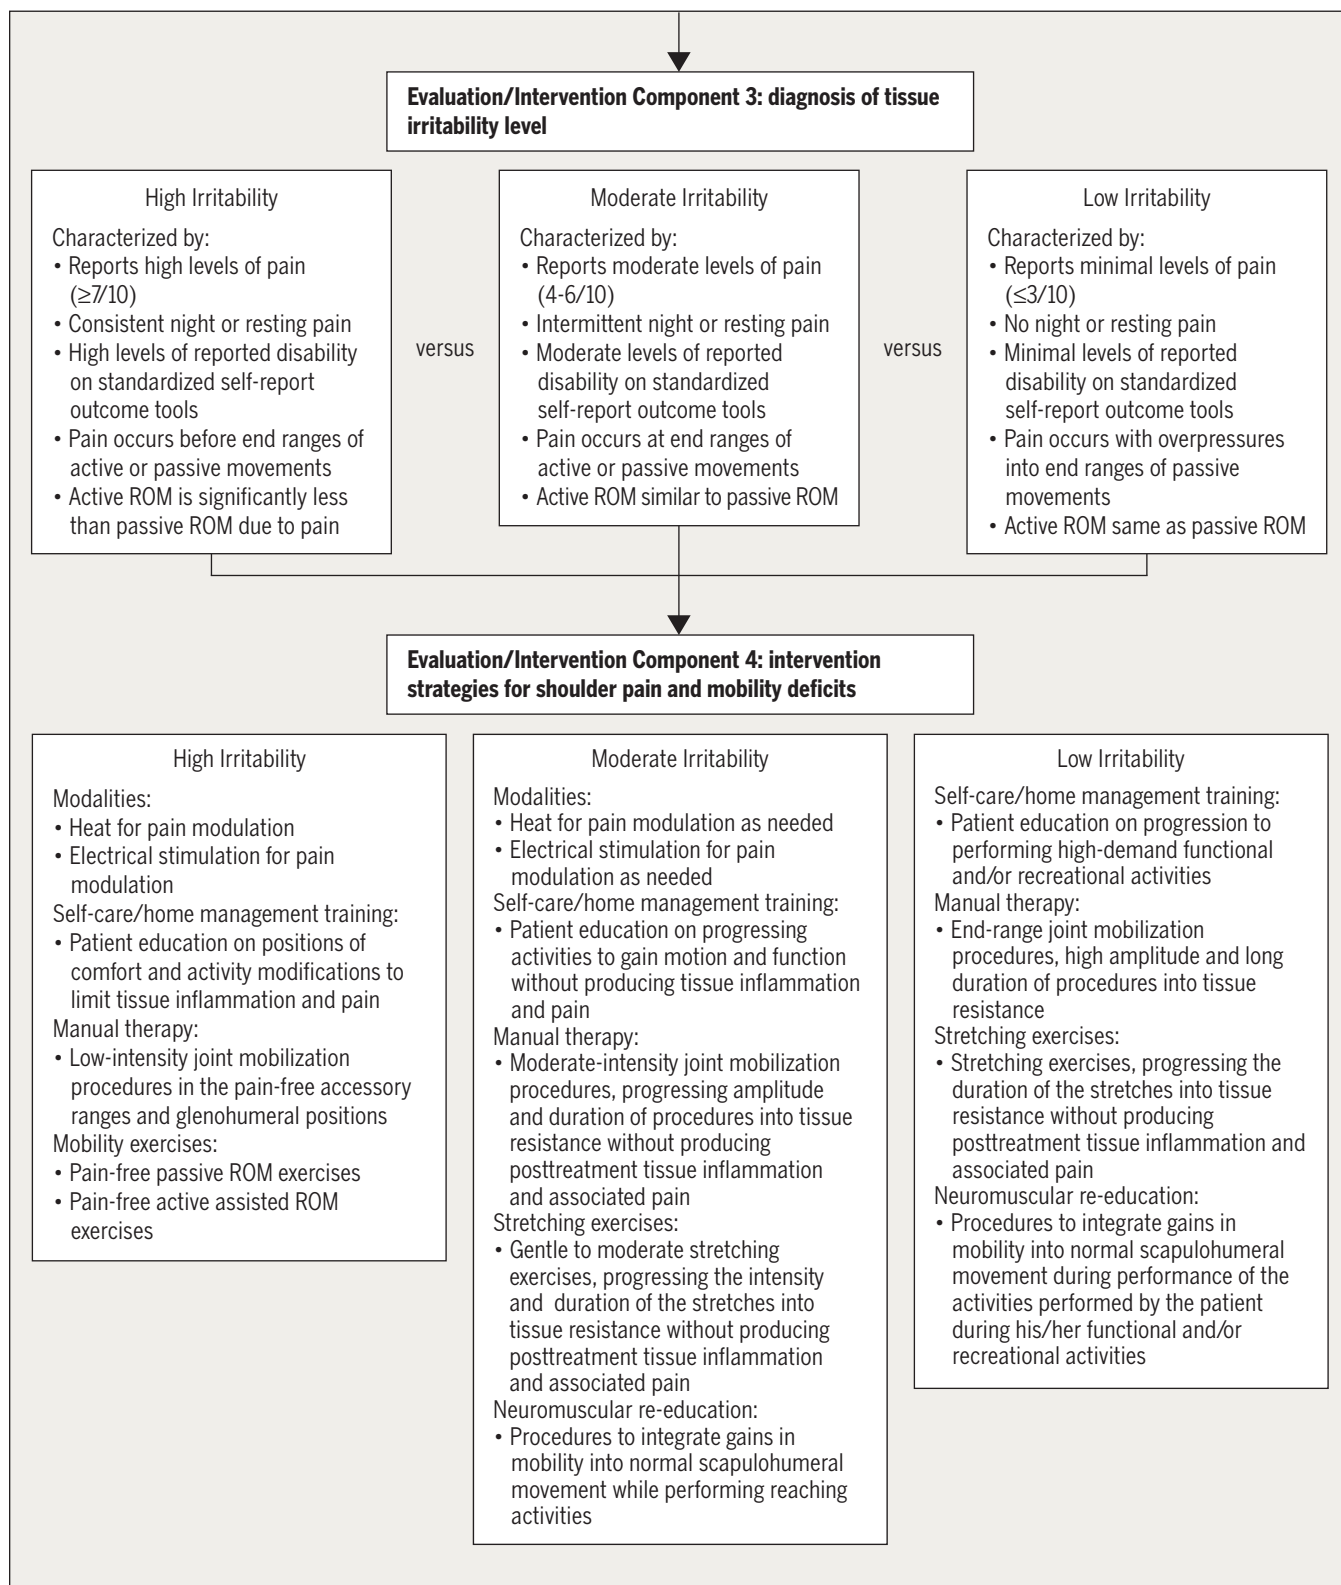 Evaluation/Intervention Component 3: diagnosis of tissue
irritability level
High Irritability
Characterized by:
• Reports high levels of pain
(≥7/10)
• Consistent night or resting pain
• High levels of reported disability
on standardized self-report
outcome tools
• Pain occurs before end ranges of
active or passive movements
• Active ROM is significantly less
than passive ROM due to pain
versus
Moderate Irritability
Characterized by:
• Reports moderate levels of pain
(4-6/10)
• Intermittent night or resting pain
• Moderate levels of reported
disability on standardized
self-report outcome tools
• Pain occurs at end ranges of
active or passive movements
• Active ROM similar to passive ROM
versus
Low Irritability
Characterized by:
• Reports minimal levels of pain
(≤3/10)
• No night or resting pain
• Minimal levels of reported
disability on standardized
self-report outcome tools
• Pain occurs with overpressures
into end ranges of passive
movements
• Active ROM same as passive ROM
Evaluation/Intervention Component 4: intervention
strategies for shoulder pain and mobility deficits
High Irritability
Modalities:
• Heat for pain modulation
• Electrical stimulation for pain
modulation
Self-care/home management training:
• Patient education on positions of
comfort and activity modifications to
limit tissue inflammation and pain
Manual therapy:
• Low-intensity joint mobilization
procedures in the pain-free accessory
ranges and glenohumeral positions
Mobility exercises:
• Pain-free passive ROM exercises
• Pain-free active assisted ROM
exercises
Moderate Irritability
Modalities:
• Heat for pain modulation as needed
• Electrical stimulation for pain
modulation as needed
Self-care/home management training:
• Patient education on progressing
activities to gain motion and function
without producing tissue inflammation
and pain
Manual therapy:
• Moderate-intensity joint mobilization
procedures, progressing amplitude
and duration of procedures into tissue
resistance without producing
posttreatment tissue inflammation
and associated pain
Stretching exercises:
• Gentle to moderate stretching
exercises, progressing the intensity
and duration of the stretches into
tissue resistance without producing
posttreatment tissue inflammation
and associated pain
Neuromuscular re-education:
• Procedures to integrate gains in
mobility into normal scapulohumeral
movement while performing reaching
activities
Low Irritability
Self-care/home management training:
• Patient education on progression to
performing high-demand functional
and/or recreational activities
Manual therapy:
• End-range joint mobilization
procedures, high amplitude and long
duration of procedures into tissue
resistance
Stretching exercises:
• Stretching exercises, progressing the
duration of the stretches into tissue
resistance without producing
posttreatment tissue inflammation and
associated pain
Neuromuscular re-education:
• Procedures to integrate gains in
mobility into normal scapulohumeral
movement during performance of the
activities performed by the patient
during his/her functional and/or
recreational activities